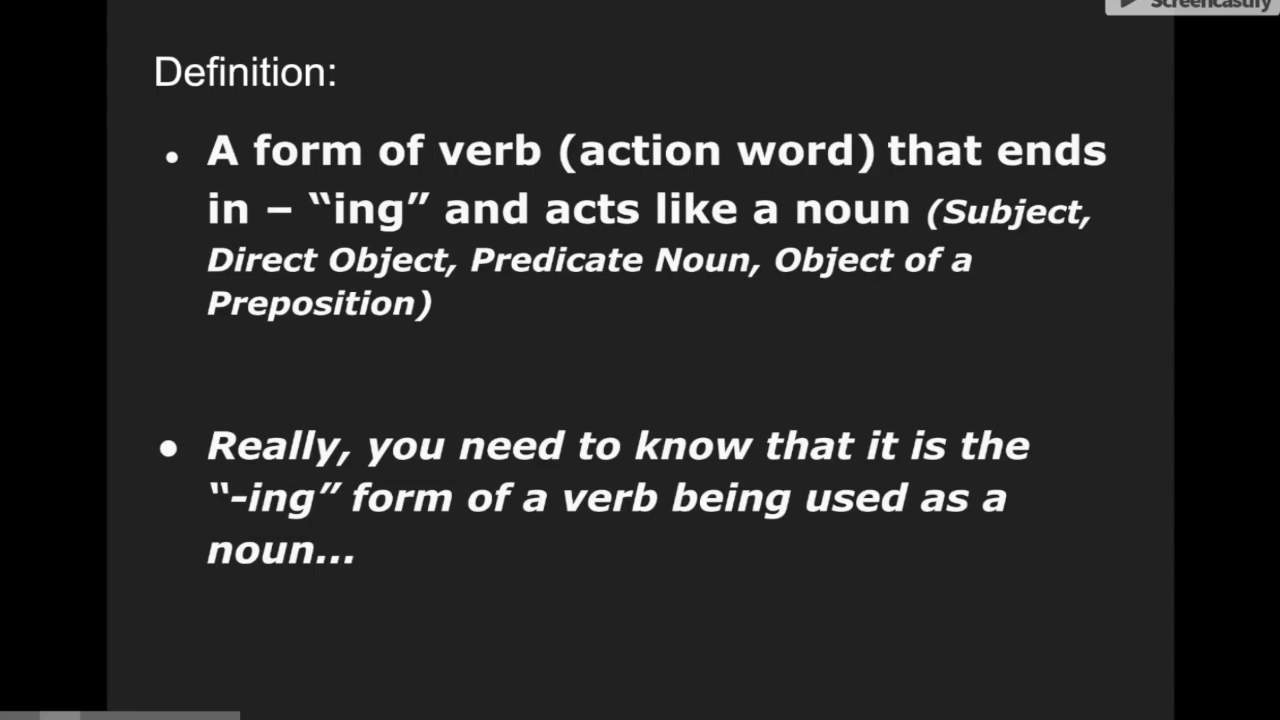 Screencastify
Definition:
• A form of verb (action word) that ends
in – “ing” and acts like a noun (Subject,
Direct Object, Predicate Noun, Object of a
Preposition)
• Really, you need to know that it is the
“-ing” form of a verb being used as a
noun...